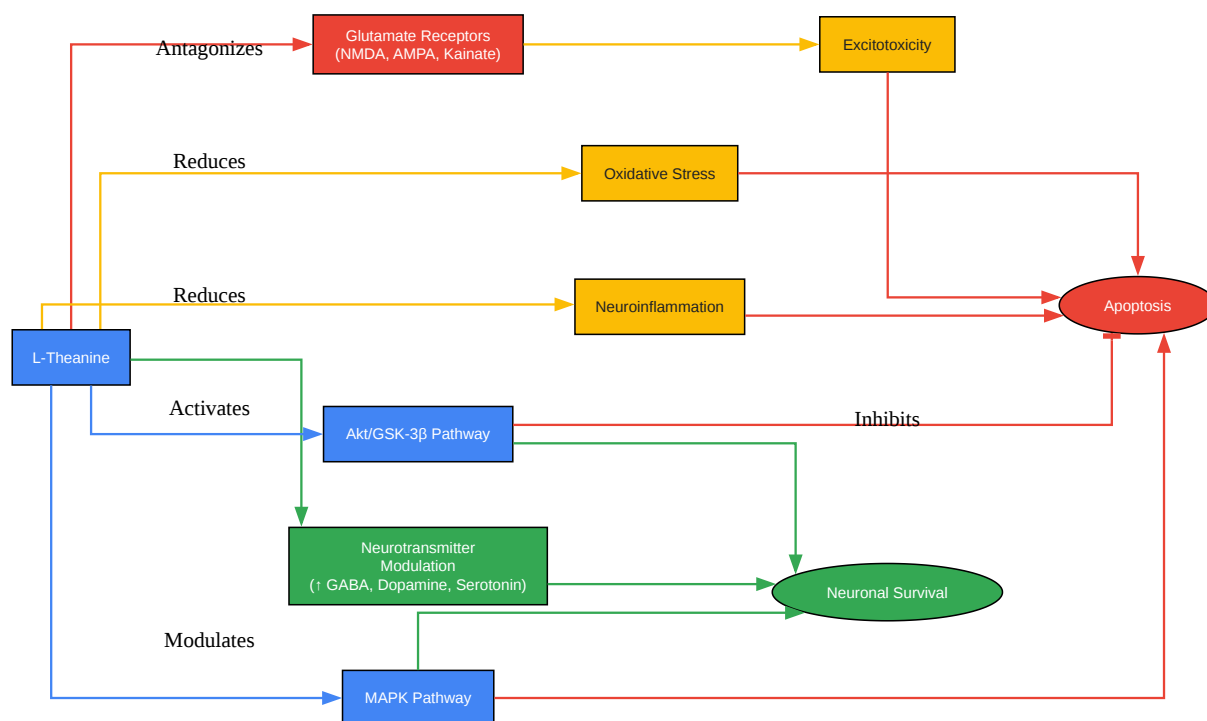 Antagonizes
Glutamate Receptors
(NMDA, AMPA, Kainate)
Excitotoxicity
Reduces
Oxidative Stress
Reduces
Neuroinflammation
Apoptosis
L-Theanine
Activates
Akt/GSK-3β Pathway
Inhibits
Neurotransmitter
Modulation
(↑ GABA, Dopamine, Serotonin)
Neuronal Survival
Modulates
MAPK Pathway